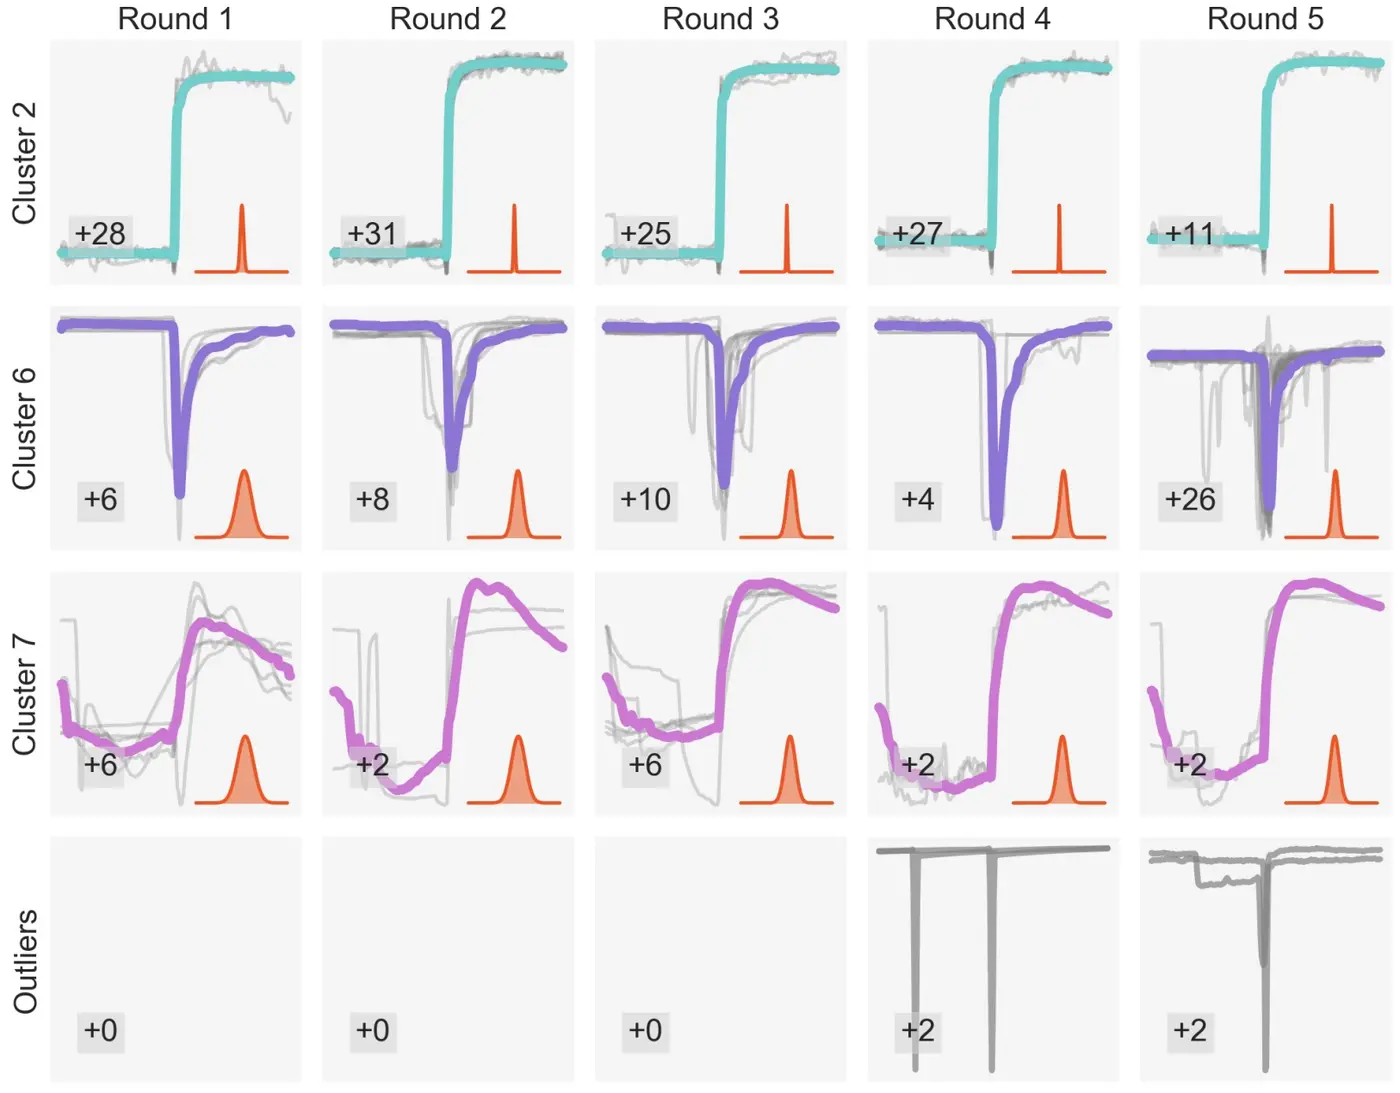 Round 1 Round 2 Round 3 Round 4 Round 5
Cluster 2
+28 +31 +25 +27 +11
Cluster 6
+6 +8 +10 +4 +26
Cluster 7
+6 +2 +6 +2 +2
Outliers
+0 +0 +0 +2 +2